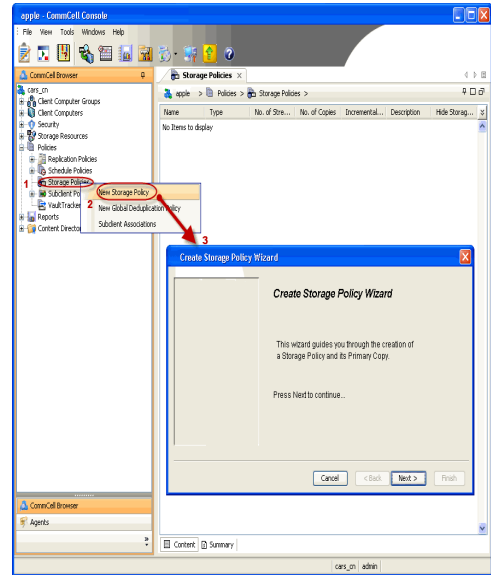 apple - CommCell Console
File View Tools Windows Help
CommCell Browser
cars_cn
Client Computer Groups
Client Computers
Security
Storage Resources
Policies
Replication Policies
Schedule Policies
1 Storage Policies
Subclient Po
VaultTracker
Reports
Content Director
Storage Policies
apple > Policies > Storage Policies >
Name Type No. of Stre... No. of Copies Incremental... Description Hide Storag...
No Items to display
New Storage Policy
2 New Global Deduplication Policy
Subclient Associations
3
Create Storage Policy Wizard
Create Storage Policy Wizard
This wizard guides you through the creation of
a Storage Policy and its Primary Copy.
Press Next to continue...
Cancel < Back Next > Finish
CommCell Browser
Agents
Content Summary
cars_cn admin